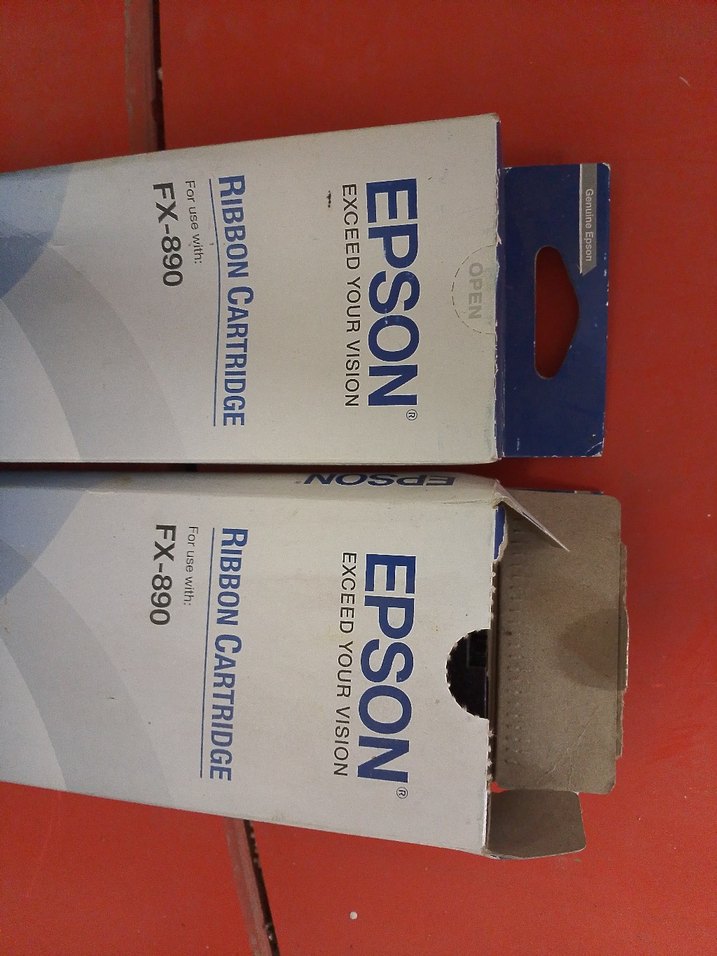 Genuine Epson
OPEN
EPSON®
EXCEED YOUR VISION
RIBBON CARTRIDGE
For use with:
FX-890
EPSON
EPSON®
EXCEED YOUR VISION
RIBBON CARTRIDGE
For use with:
FX-890